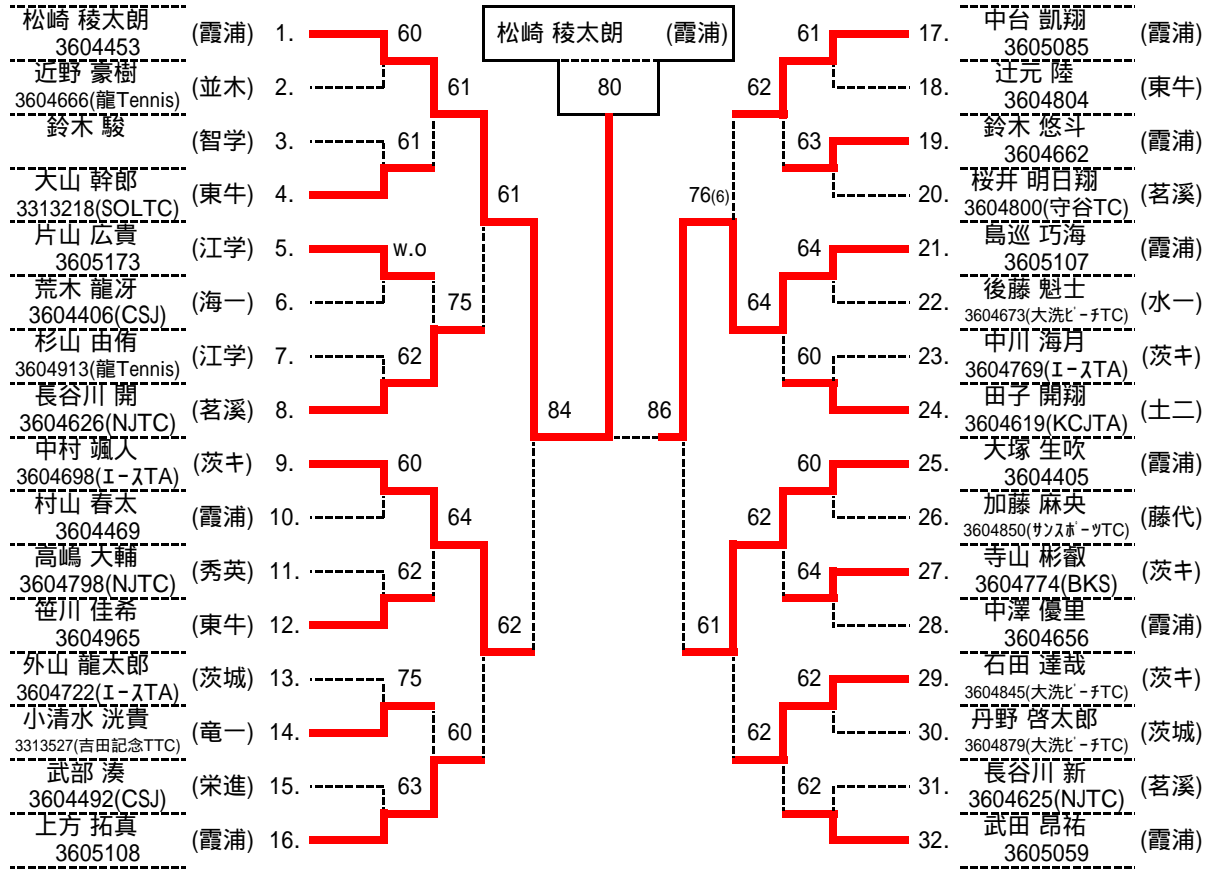 松崎 稜太朗 (霞浦)
80
松崎 稜太朗
3604453
(霞浦) 1.
近野 豪樹
3604666(龍Tennis)
(並木) 2.
鈴木 駿
(智学) 3.
大山 幹郎
3313218(SOLTC)
(東牛) 4.
片山 広貴
3605173
(江学) 5.
荒木 龍冴
3604406(CSJ)
(海一) 6.
杉山 由侑
3604913(龍Tennis)
(江学) 7.
長谷川 開
3604626(NJTC)
(茗溪) 8.
中村 颯人
3604698(エースTA)
(茨キ) 9.
村山 春太
3604469
(霞浦) 10.
高嶋 大輔
3604798(NJTC)
(秀英) 11.
笹川 佳希
3604965
(東牛) 12.
外山 龍太郎
3604722(エースTA)
(茨城) 13.
小清水 洸貴
3313527(吉田記念TTC)
(竜一) 14.
武部 湊
3604492(CSJ)
(栄進) 15.
上方 拓真
3605108
(霞浦) 16.
60
61
w.o
62
60
62
75
63
61
75
64
60
61
62
84
86
76(6)
61
62
64
62
62
61
63
64
60
60
64
62
62
17. 中台 凱翔
3605085
(霞浦)
18. 辻元 陸
3604804
(東牛)
19. 鈴木 悠斗
3604662
(霞浦)
20. 桜井 明日翔
3604800(守谷TC)
(茗溪)
21. 島巡 巧海
3605107
(霞浦)
22. 後藤 魁士
3604673(大洗ビーチTC)
(水一)
23. 中川 海月
3604769(エースTA)
(茨キ)
24. 田子 開翔
3604619(KCJTA)
(土二)
25. 大塚 生吹
3604405
(霞浦)
26. 加藤 麻央
3604850(サンスポーツTC)
(藤代)
27. 寺山 彬叡
3604774(BKS)
(茨キ)
28. 中澤 優里
3604656
(霞浦)
29. 石田 達哉
3604845(大洗ビーチTC)
(茨キ)
30. 丹野 啓太郎
3604879(大洗ビーチTC)
(茨城)
31. 長谷川 新
3604625(NJTC)
(茗溪)
32. 武田 昂祐
3605059
(霞浦)